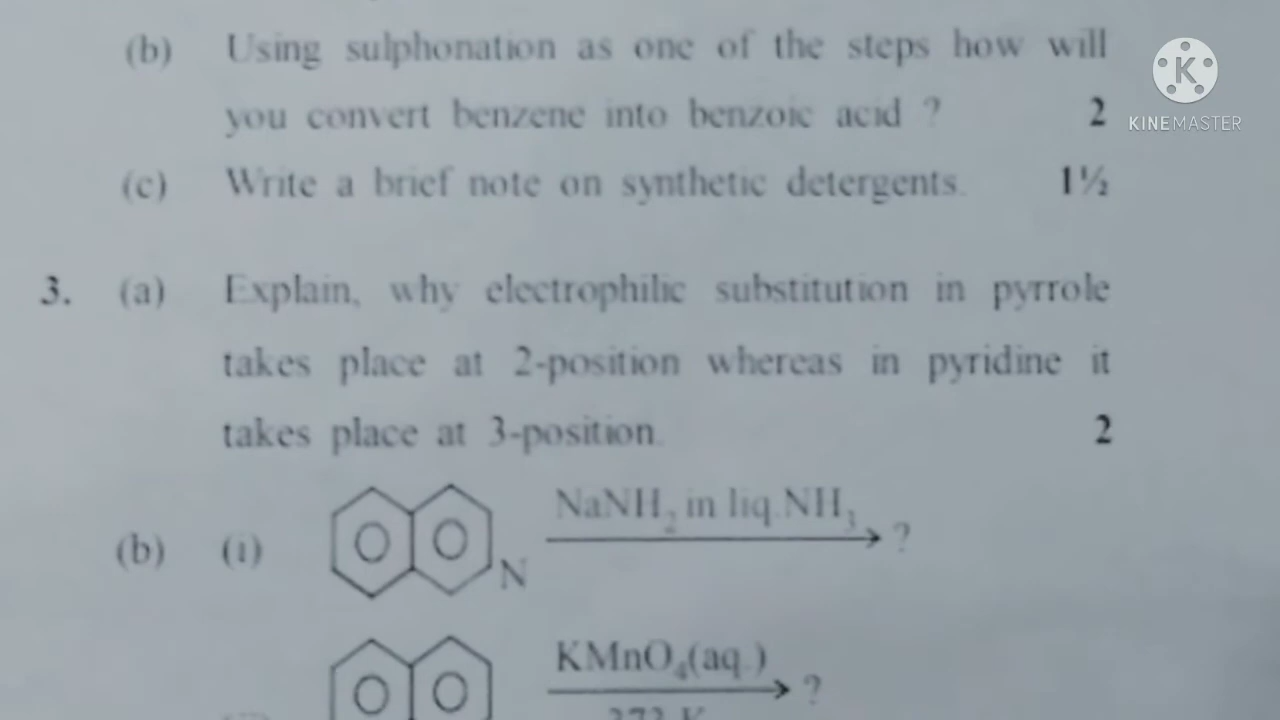 (b) Using sulphonation as one of the steps how will
you convert benzene into benzoic acid ? 2
(c) Write a brief note on synthetic detergents. 1½
3. (a) Explain, why electrophilic substitution in pyrrole
takes place at 2-position whereas in pyridine it
takes place at 3-position. 2
(b) (i) N NaNH₂ in liq.NH₃ ?
KMnO₄(aq.) ?
373 K
K
KINEMASTER